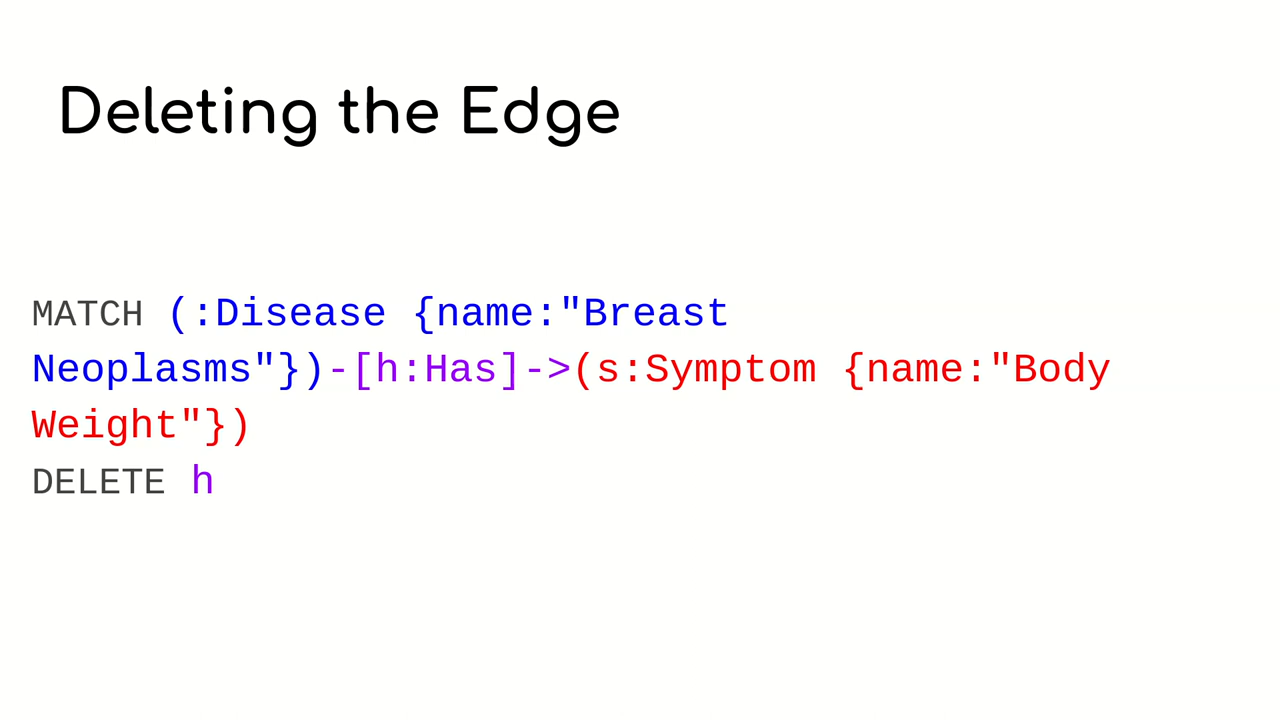 Deleting the Edge
MATCH (:Disease {name:"Breast
Neoplasms"})-[h:Has]->(s:Symptom {name:"Body
Weight"})
DELETE h